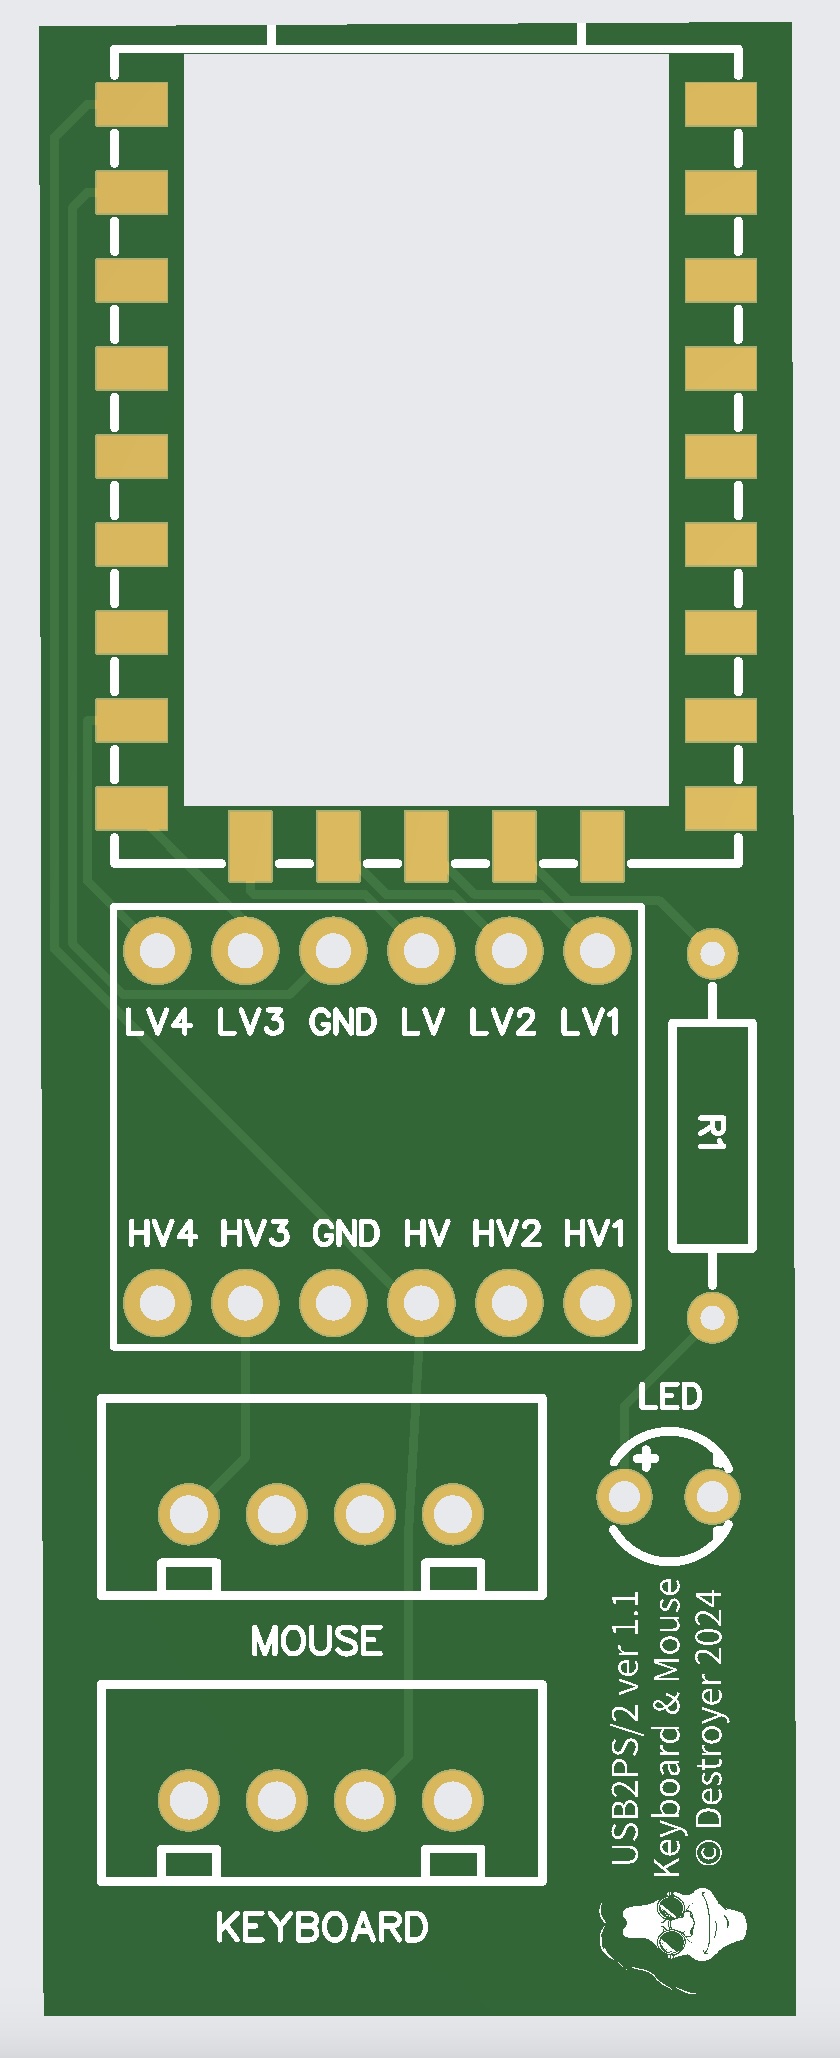 LV4 LV3 GND LV LV2 LV1
R1
HV4 HV3 GND HV HV2 HV1
LED
+
MOUSE
USB2PS/2 ver 1.1
Keyboard & Mouse
© Destroyer 2024
KEYBOARD